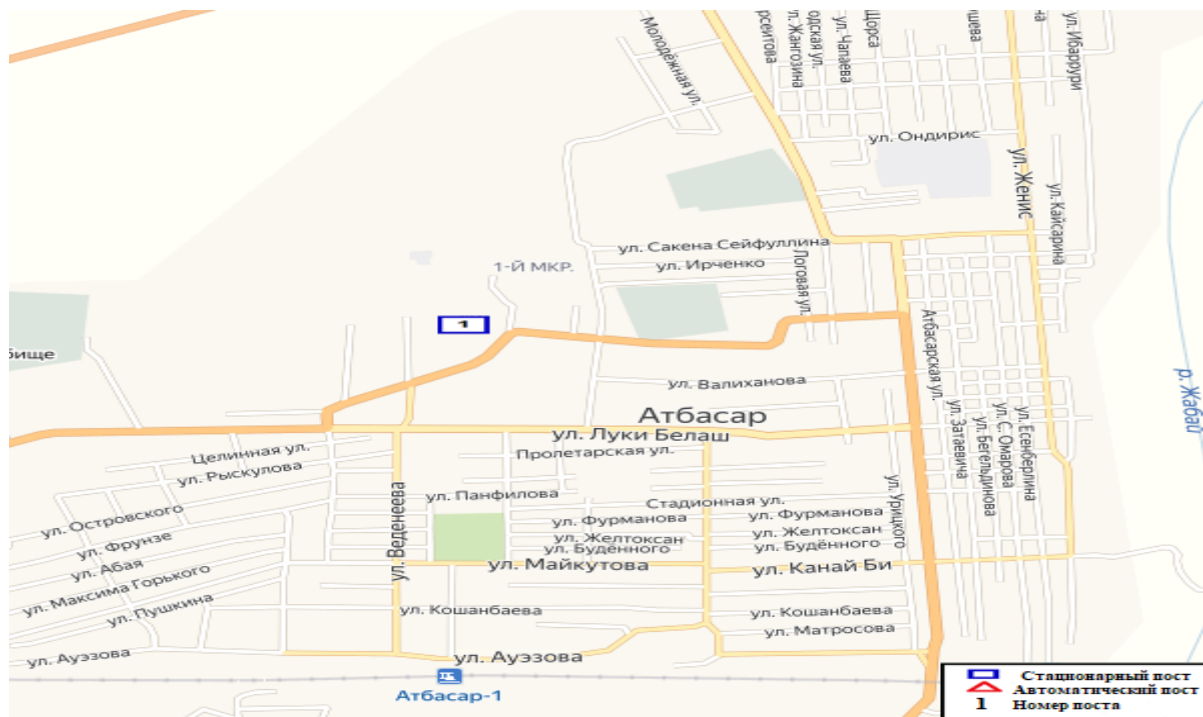 Молодёжная ул.
ул. Жангозина
ул. Чапаева
Щорса
ул. Ибаррури
ул. Ондирис
ул. Женис
ул. Кайсарина
ул. Сакена Сейфуллина
ул. Ирченко
1-Й МКР.
Логовая ул.
1
бище
Атбасарская ул.
р. Жабай
ул. Валиханова
Атбасар
ул. Луки Белаш
ул. Затаевича
ул. Бегельдинова
ул. С. Омарова
ул. Есенберлина
Целинная ул.
Пролетарская ул.
ул. Рыскулова
ул. Панфилова
Стадионная ул.
ул. Урицкого
ул. Островского
ул. Фурманова
ул. Фурманова
ул. Фрунзе
ул. Веденеева
ул. Желтоксан
ул. Желтоксан
ул. Будённого
ул. Будённого
ул. Абая
ул. Майкутова
ул. Канай Би
ул. Максима Горького
ул. Пушкина
ул. Кошанбаева
ул. Кошанбаева
ул. Матросова
ул. Ауэзова
ул. Ауэзова
Атбасар-1
Стационарный пост
Автоматический пост
1 Номер поста